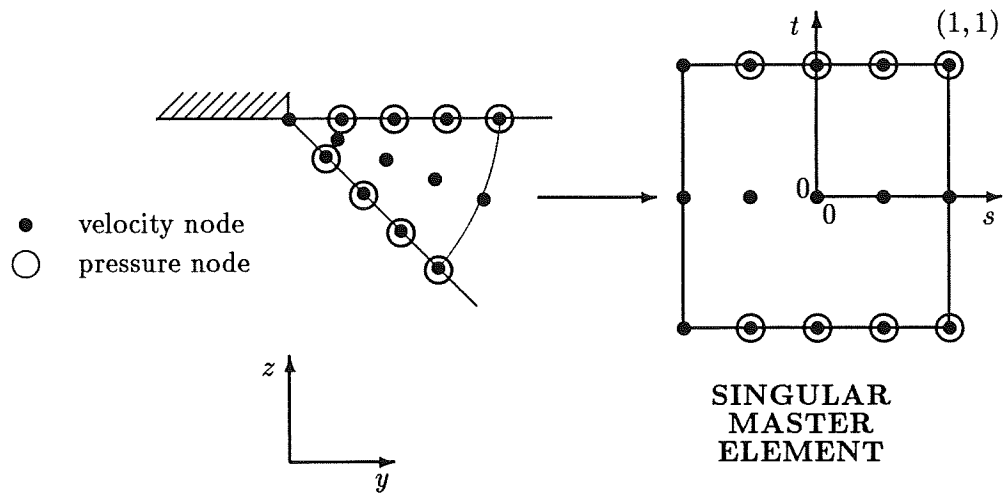 t
(1, 1)
0
0
s
velocity node
pressure node
z
y
SINGULAR
MASTER
ELEMENT